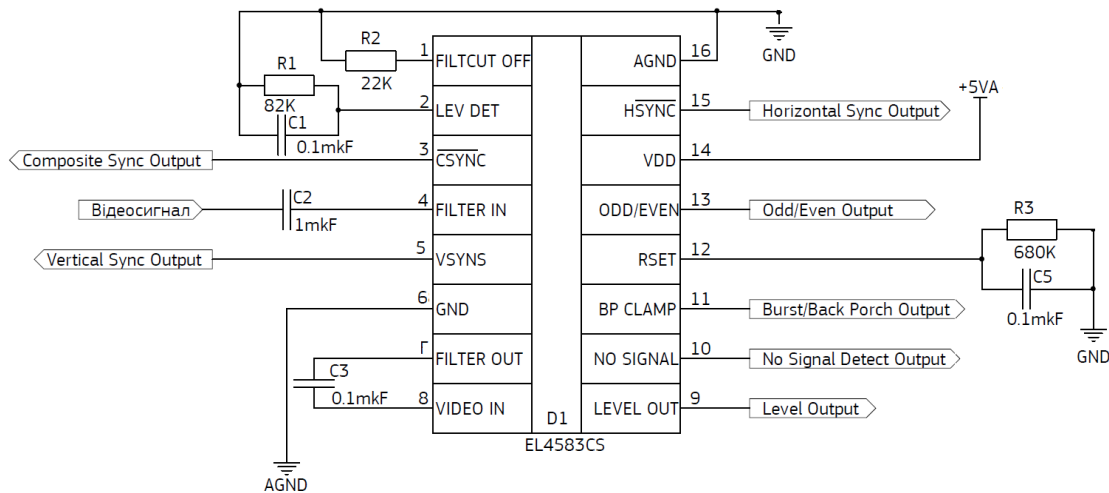 GND
R2
22K
R1
82K
C1
0.1mkF
1
FILTCUT OFF
AGND
16
2
LEV DET
HSYNC
15
Horizontal Sync Output
+5VA
Composite Sync Output
3
CSYNC
VDD
14
Відеосигнал
C2
1mkF
4
FILTER IN
ODD/EVEN
13
Odd/Even Output
Vertical Sync Output
5
VSYNS
RSET
12
R3
680K
C5
0.1mkF
GND
6
GND
BP CLAMP
11
Burst/Back Porch Output
FILTER OUT
NO SIGNAL
10
No Signal Detect Output
C3
0.1mkF
8
VIDEO IN
D1
LEVEL OUT
9
Level Output
EL4583CS
AGND